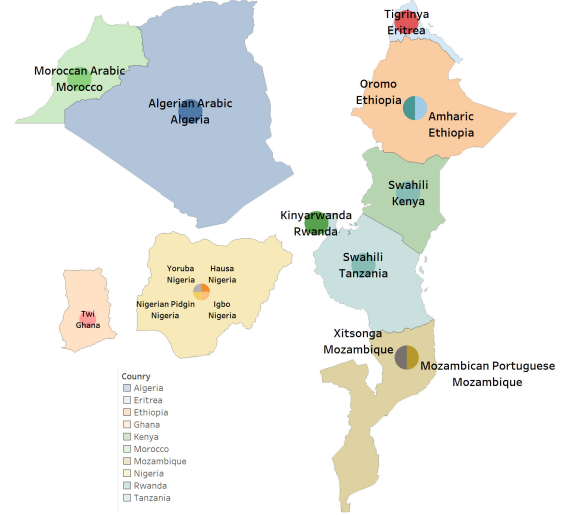 Tigrinya
Eritrea
Moroccan Arabic
Morocco
Algerian Arabic
Algeria
Oromo
Ethiopia
Amharic
Ethiopia
Swahili
Kenya
Kinyarwanda
Rwanda
Swahili
Tanzania
Yoruba
Nigeria
Hausa
Nigeria
Nigerian Pidgin
Nigeria
Igbo
Nigeria
Twi
Ghana
Xitsonga
Mozambique
Mozambican Portuguese
Mozambique
Counry
Algeria
Eritrea
Ethiopia
Ghana
Kenya
Morocco
Mozambique
Nigeria
Rwanda
Tanzania